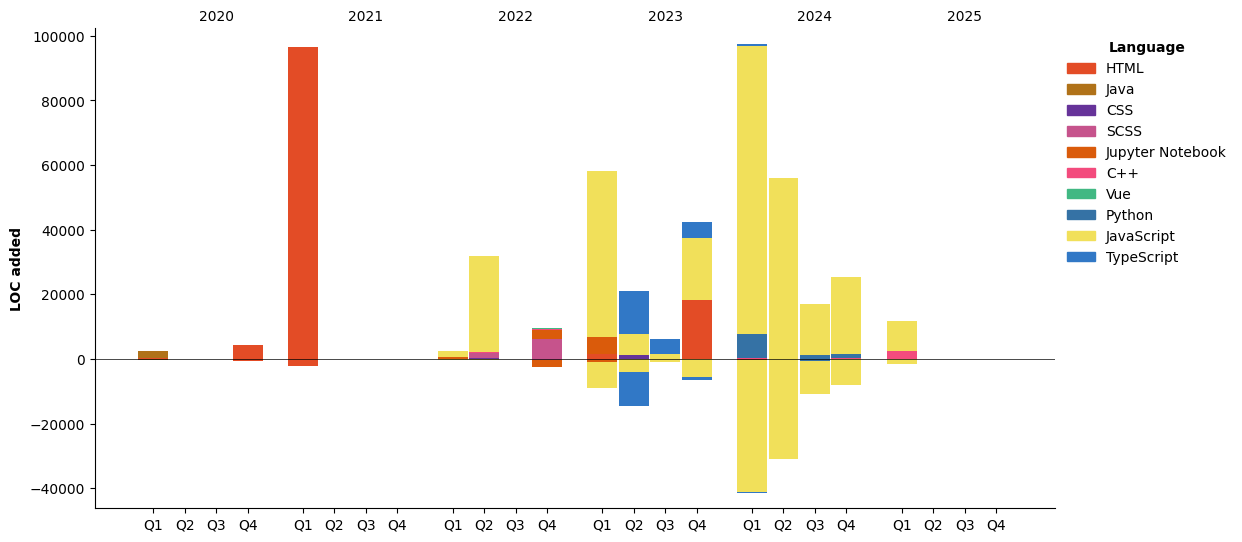 2020 2021 2022 2023 2024 2025
100000
80000
60000
40000
20000
0
−20000
−40000
LOC added
Q1 Q2 Q3 Q4 Q1 Q2 Q3 Q4 Q1 Q2 Q3 Q4 Q1 Q2 Q3 Q4 Q1 Q2 Q3 Q4 Q1 Q2 Q3 Q4
Language
HTML
Java
CSS
SCSS
Jupyter Notebook
C++
Vue
Python
JavaScript
TypeScript